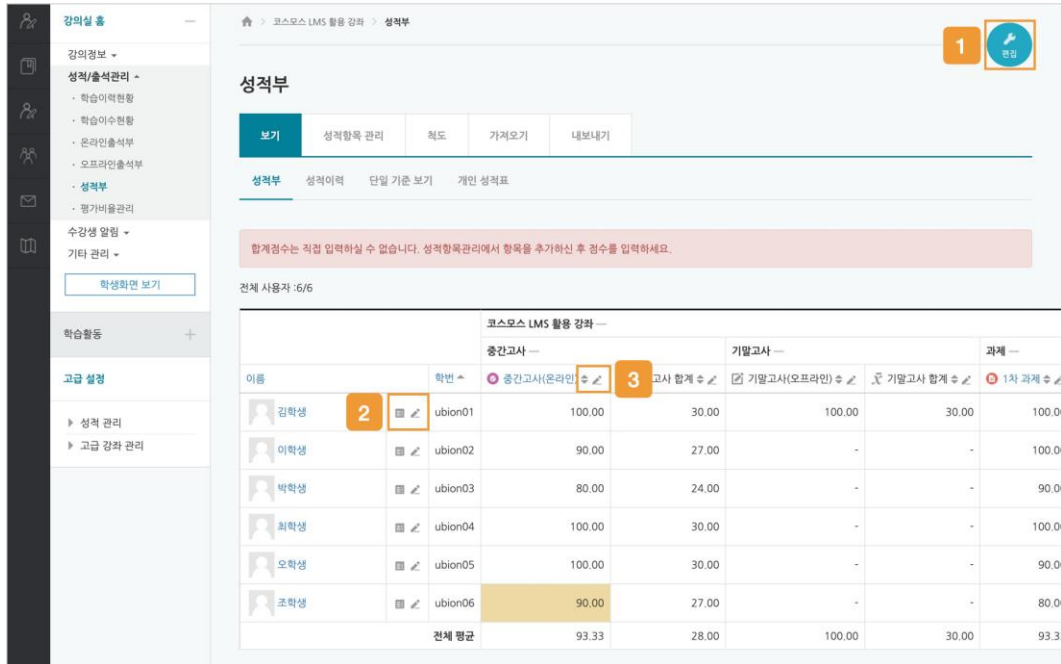 강의실 홈
코스모스 LMS 활용 강좌 > 성적부
강의정보
성적/출석관리
· 학습이력현황
· 학습이수현황
· 온라인출석부
· 오프라인출석부
· 성적부
· 평가비율관리
수강생 알림
기타 관리
학생화면 보기
학습활동
고급 설정
성적 관리
고급 강좌 관리
1
편집
성적부
보기 성적항목 관리 척도 가져오기 내보내기
성적부 성적이력 단일 기준 보기 개인 성적표
합계점수는 직접 입력하실 수 없습니다. 성적항목관리에서 항목을 추가하신 후 점수를 입력하세요.
전체 사용자 :6/6
코스모스 LMS 활용 강좌
중간고사 기말고사 과제
이름 학번 중간고사(온라인) 3 고사 합계 기말고사(오프라인) x̄ 기말고사 합계 1차 과제
김학생 2 ubion01 100.00 30.00 100.00 30.00 100.0
이학생 ubion02 90.00 27.00 - - 100.0
박학생 ubion03 80.00 24.00 - - 90.0
최학생 ubion04 100.00 30.00 - - 100.0
오학생 ubion05 100.00 30.00 - - 90.0
조학생 ubion06 90.00 27.00 - - 80.0
전체 평균 93.33 28.00 100.00 30.00 93.3